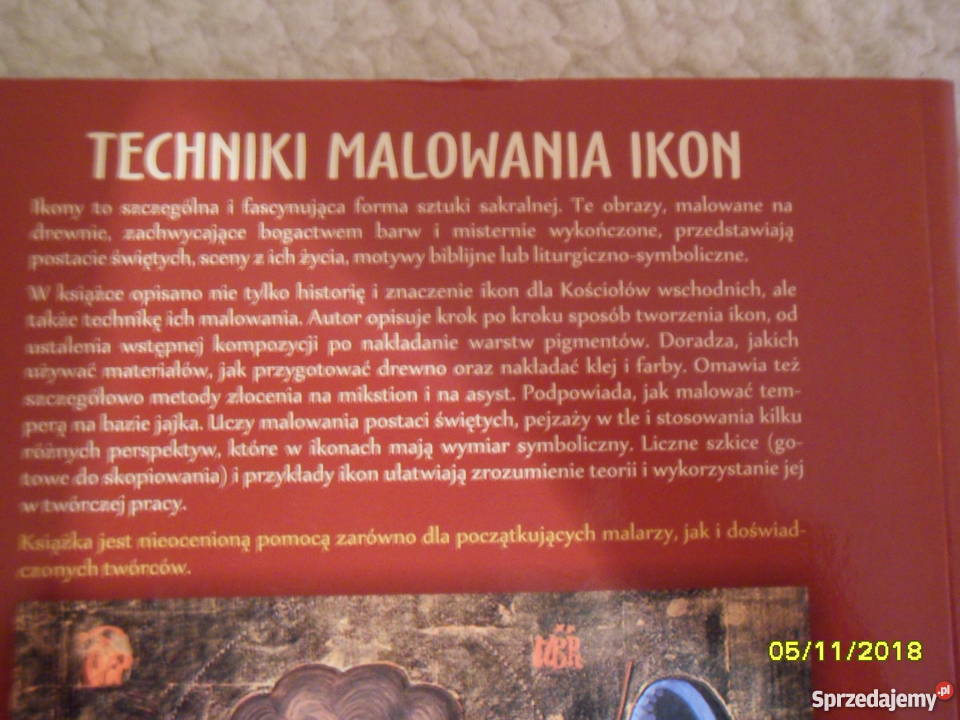 TECHNIKI MALOWANIA IKON
Ikony to szczególna i fascynująca forma sztuki sakralnej. Te obrazy, malowane na
drewnie, zachwycające bogactwem barw i misternie wykończone, przedstawiają
postacie świętych, sceny z ich życia, motywy biblijne lub liturgiczno-symboliczne.
W książce opisano nie tylko historię i znaczenie ikon dla Kościołów wschodnich, ale
także technikę ich malowania. Autor opisuje krok po kroku sposób tworzenia ikon, od
ustalenia wstępnej kompozycji po nakładanie warstw pigmentów. Doradza, jakich
używać materiałów, jak przygotować drewno oraz nakładać klej i farby. Omawia też
szczegółowo metody złocenia na mikstion i na asyst. Podpowiada, jak malować tem-
perą na bazie jajka. Uczy malowania postaci świętych, pejzaży w tle i stosowania kilku
różnych perspektyw, które w ikonach mają wymiar symboliczny. Liczne szkice (go-
towe do skopiowania) i przykłady ikon ułatwiają zrozumienie teorii i wykorzystanie jej
w twórczej pracy.
Książka jest nieocenioną pomocą zarówno dla początkujących malarzy, jak i doświad-
czonych twórców.
05/11/2018
Sprzedajemy.pl